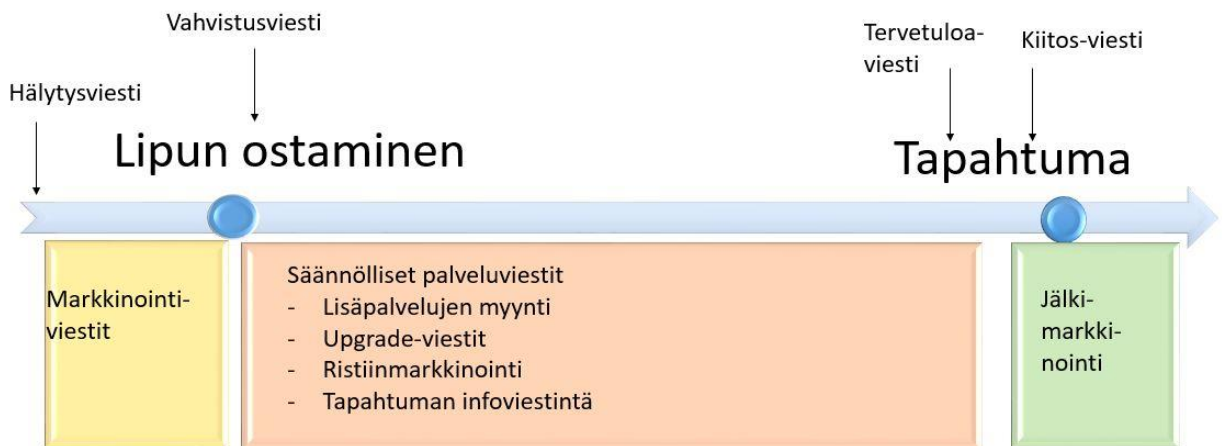 Vahvistusviesti
Tervetuloa-
viesti
Kiitos-viesti
Hälytysviesti
Lipun ostaminen
Tapahtuma
Markkinointi-
viestit
Säännölliset palveluviestit
- Lisäpalvelujen myynti
- Upgrade-viestit
- Ristiinmarkkinointi
- Tapahtuman infoviestintä
Jälki-
markki-
nointi